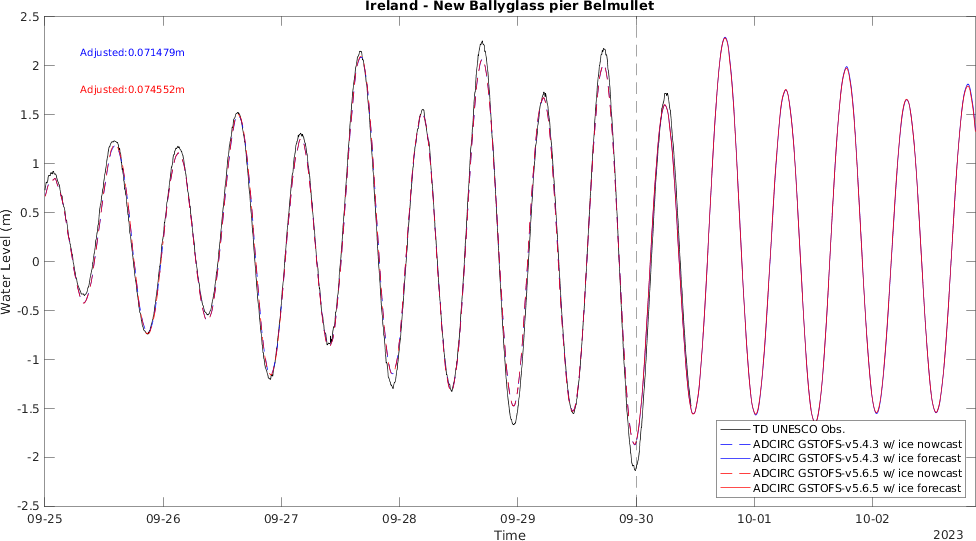 Ireland - New Ballyglass pier Belmullet
2.5
2
1.5
1
0.5
0
-0.5
-1
-1.5
-2
-2.5
Water Level (m)
Adjusted:0.071479m
Adjusted:0.074552m
TD UNESCO Obs.
ADCIRC GSTOFS-v5.4.3 w/ ice nowcast
ADCIRC GSTOFS-v5.4.3 w/ ice forecast
ADCIRC GSTOFS-v5.6.5 w/ ice nowcast
ADCIRC GSTOFS-v5.6.5 w/ ice forecast
09-25 09-26 09-27 09-28 09-29 09-30 10-01 10-02
Time
2023